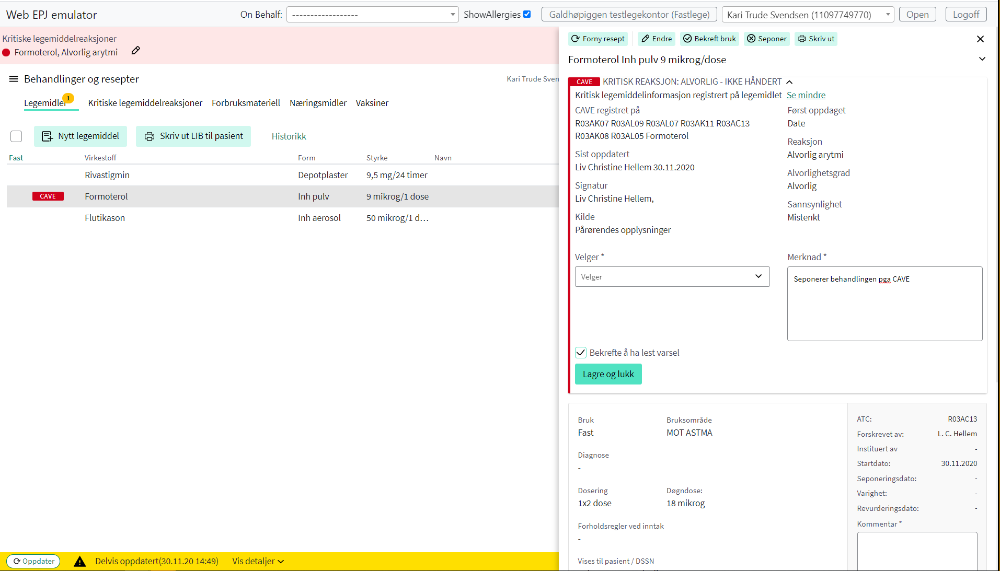 Web EPJ emulator
On Behalf: ------------------ ShowAllergies Galdhøpiggen testlegekontor (Fastlege) Kari Trude Svendsen (11097749770) Open Logoff
Kritiske legemiddelreaksjoner
Formoterol, Alvorlig arytmi
Behandlinger og resepter
Kari Trude Sven
Legemidler 1 Kritiske legemiddelreaksjoner Forbruksmateriell Næringsmidler Vaksiner
Nytt legemiddel Skriv ut LIB til pasient Historikk
Fast Virkestoff Form Styrke Navn
Rivastigmin Depotplaster 9,5 mg/24 timer
CAVE Formoterol Inh pulv 9 mikrog/1 dose
Flutikason Inh aerosol 50 mikrog/1 d...
Oppdater Delvis oppdatert(30.11.20 14:49) Vis detaljer
Forny resept Endre Bekreft bruk Seponer Skriv ut
Formoterol Inh pulv 9 mikrog/dose
CAVE KRITISK REAKSJON: ALVORLIG - IKKE HÅNDERT
Kritisk legemiddelinformasjon registrert på legemidlet Se mindre
CAVE registret på
R03AK07 R03AL09 R03AL07 R03AK11 R03AC13
R03AK08 R03AL05 Formoterol
Sist oppdatert
Liv Christine Hellem 30.11.2020
Signatur
Liv Christine Hellem,
Kilde
Pårørendes opplysninger
Først oppdaget
Date
Reaksjon
Alvorlig arytmi
Alvorlighetsgrad
Alvorlig
Sannsynlighet
Mistenkt
Velger *
Velger
Merknad *
Seponerer behandlingen pga CAVE
Bekrefte å ha lest varsel
Lagre og lukk
Bruk
Fast
Bruksområde
MOT ASTMA
Diagnose
-
Dosering
1x2 dose
Døgndose:
18 mikrog
Forholdsregler ved inntak
-
Vises til pasient / DSSN
ATC: R03AC13
Forskrevet av: L. C. Hellem
Instituert av -
Startdato: 30.11.2020
Seponeringsdato: -
Varighet: -
Revurderingsdato: -
Kommentar *